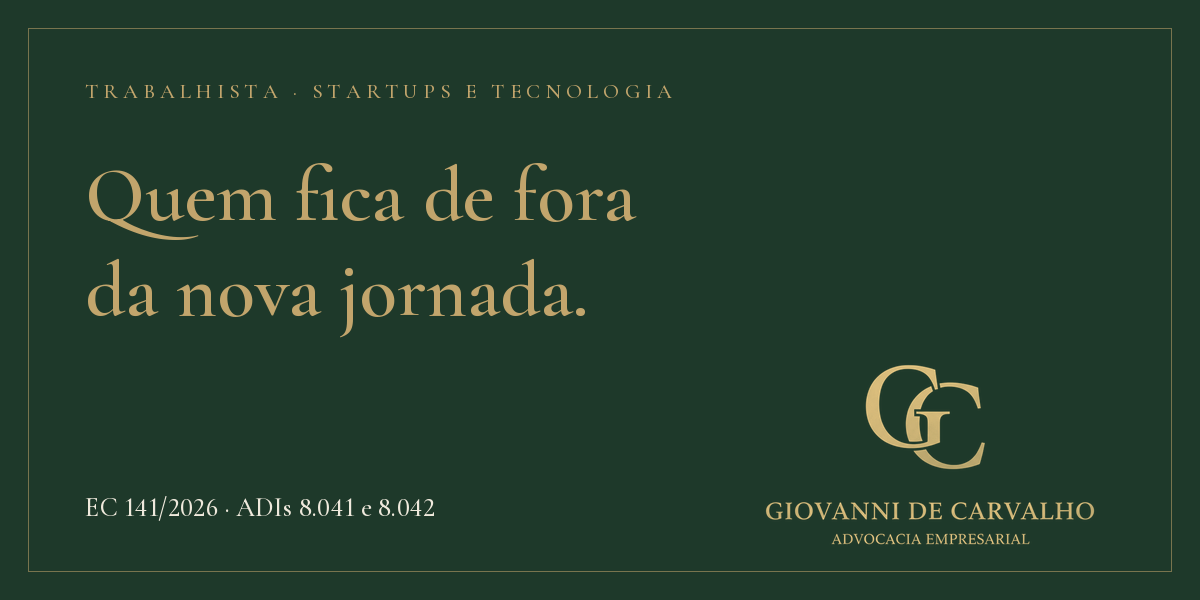 TRABALHISTA · STARTUPS E TECNOLOGIA
Quem fica de fora
da nova jornada.
GC
EC 141/2026 · ADIs 8.041 e 8.042
GIOVANNI DE CARVALHO
ADVOCACIA EMPRESARIAL